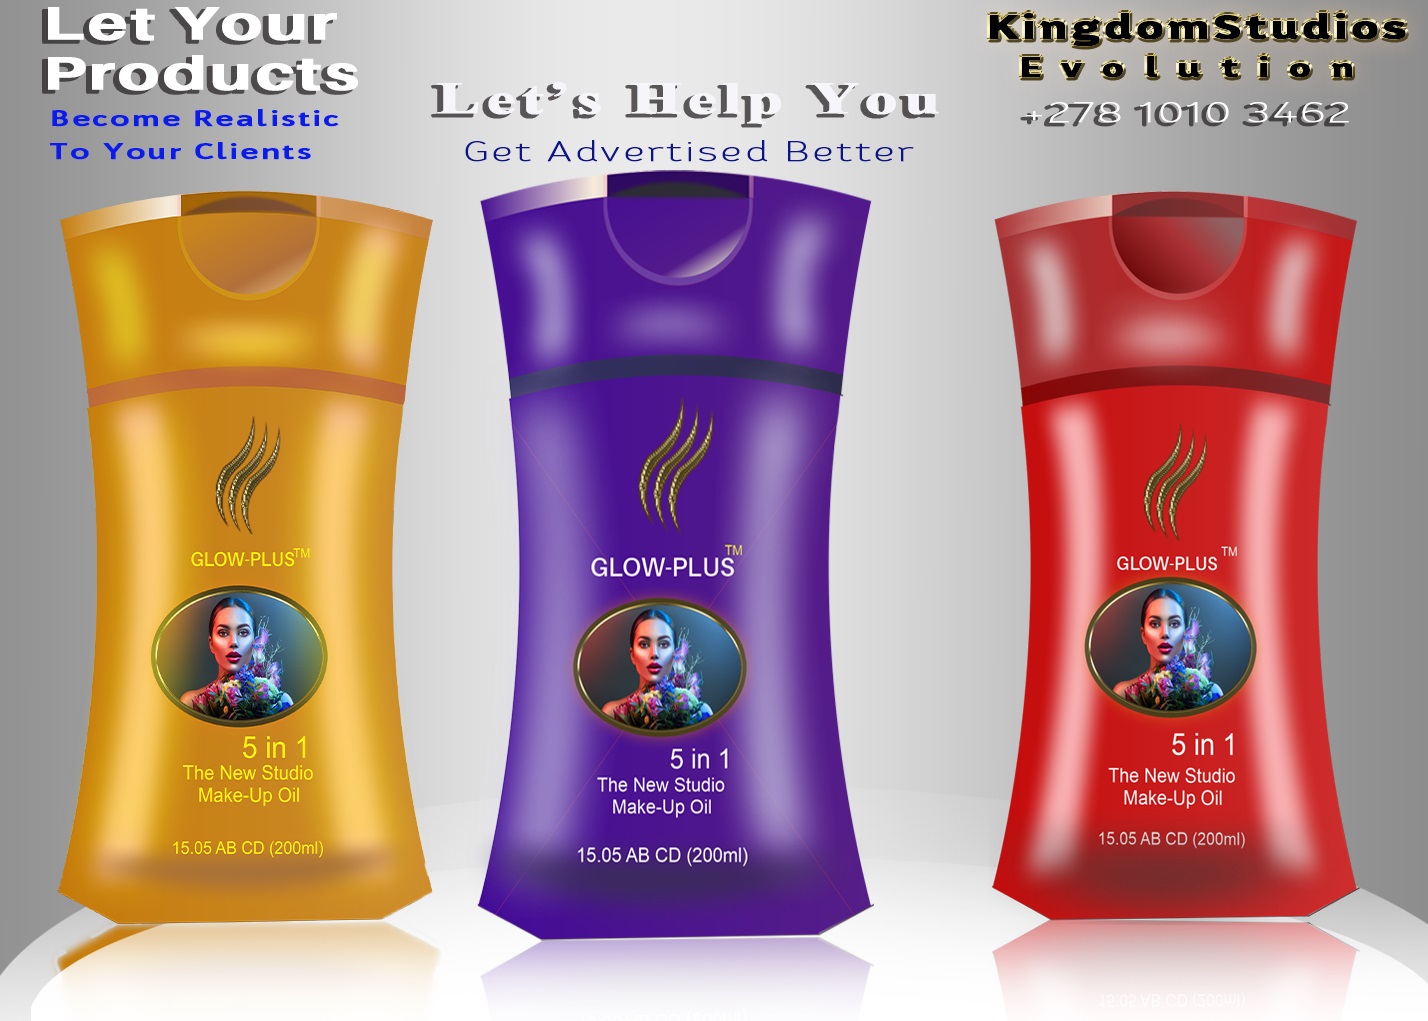 Let Your
Products
Become Realistic
To Your Clients
Let's Help You
Get Advertised Better
KingdomStudios
Evolution
+278 1010 3462
GLOW-PLUS™
5 in 1
The New Studio
Make-Up Oil
15.05 AB CD (200ml)
GLOW-PLUS™
5 in 1
The New Studio
Make-Up Oil
15.05 AB CD (200ml)
GLOW-PLUS™
5 in 1
The New Studio
Make-Up Oil
15.05 AB CD (200ml)